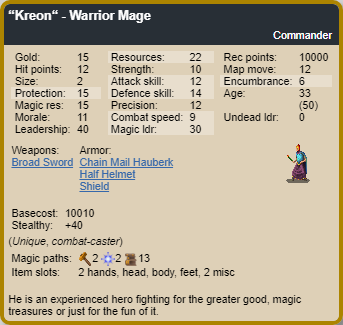 “Kreon“ - Warrior Mage
Commander
Gold: 15 Resources: 22 Rec points: 10000
Hit points: 12 Strength: 10 Map move: 12
Size: 2 Attack skill: 12 Encumbrance: 6
Protection: 15 Defence skill: 14 Age: 33
Magic res: 15 Precision: 12 (50)
Morale: 11 Combat speed: 9 Undead ldr: 0
Leadership: 40 Magic ldr: 30
Weapons: Armor:
Broad Sword Chain Mail Hauberk
Half Helmet
Shield
Basecost: 10010
Stealthy: +40
(Unique, combat-caster)
Magic paths: 2 2 13
Item slots: 2 hands, head, body, feet, 2 misc
He is an experienced hero fighting for the greater good, magic
treasures or just for the fun of it.